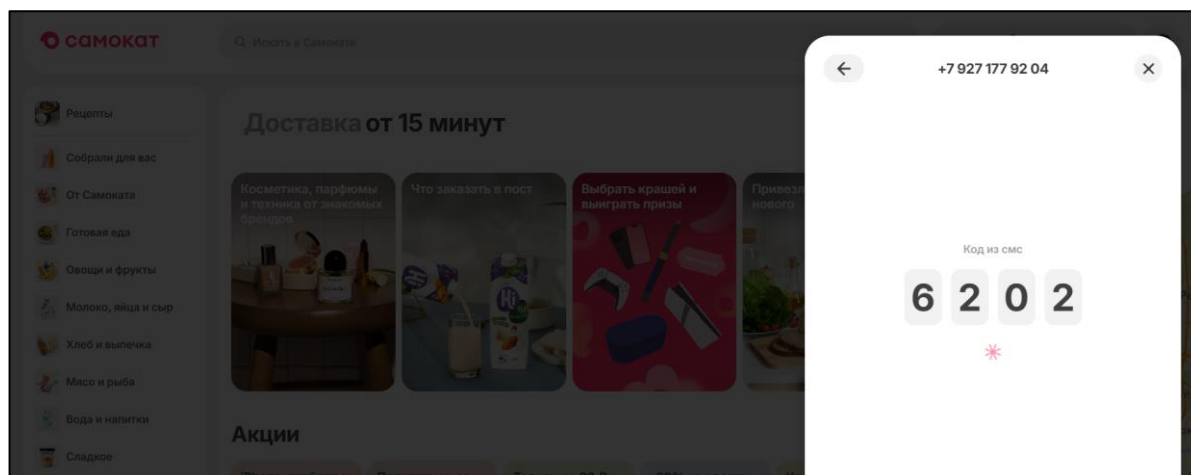 самокат
Искать в Самокате
+7 927 177 92 04
Рецепты
Собрали для вас
От Самоката
Готовая еда
Овощи и фрукты
Молоко, яйца и сыр
Хлеб и выпечка
Мясо и рыба
Вода и напитки
Сладкое
Доставка от 15 минут
Косметика, парфюмы
и техника от знакомых
брендов
Что заказать в пост
Выбрать крашей и
выиграть призы
нового
Акции
Код из смс
6 2 0 2